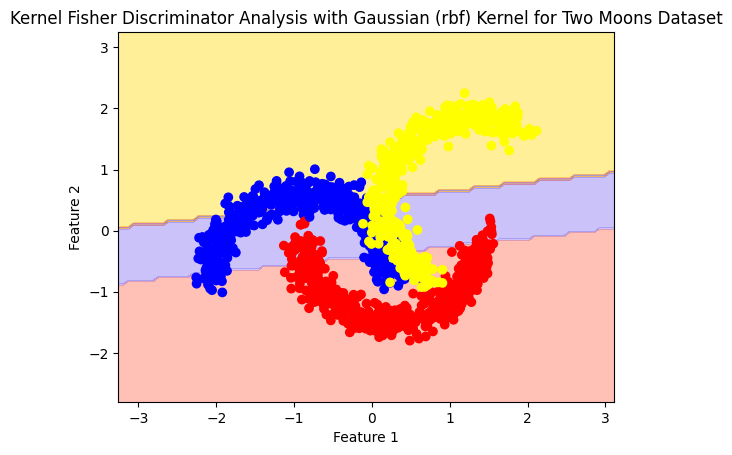 Kernel Fisher Discriminator Analysis with Gaussian (rbf) Kernel for Two Moons Dataset
3
2
1
0
−1
−2
Feature 2
−3 −2 −1 0 1 2 3
Feature 1